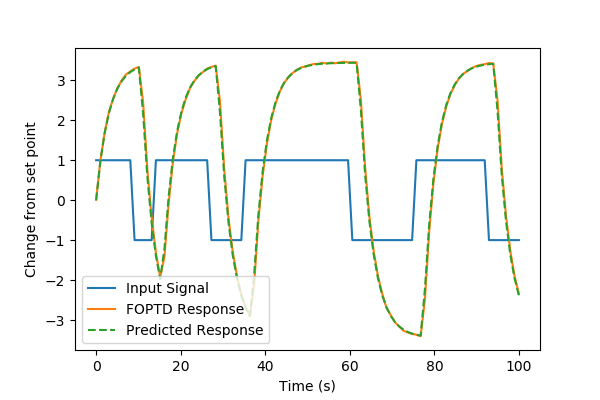 3
2
1
0
−1
−2
−3
Change from set point
Input Signal
FOPTD Response
Predicted Response
0 20 40 60 80 100
Time (s)